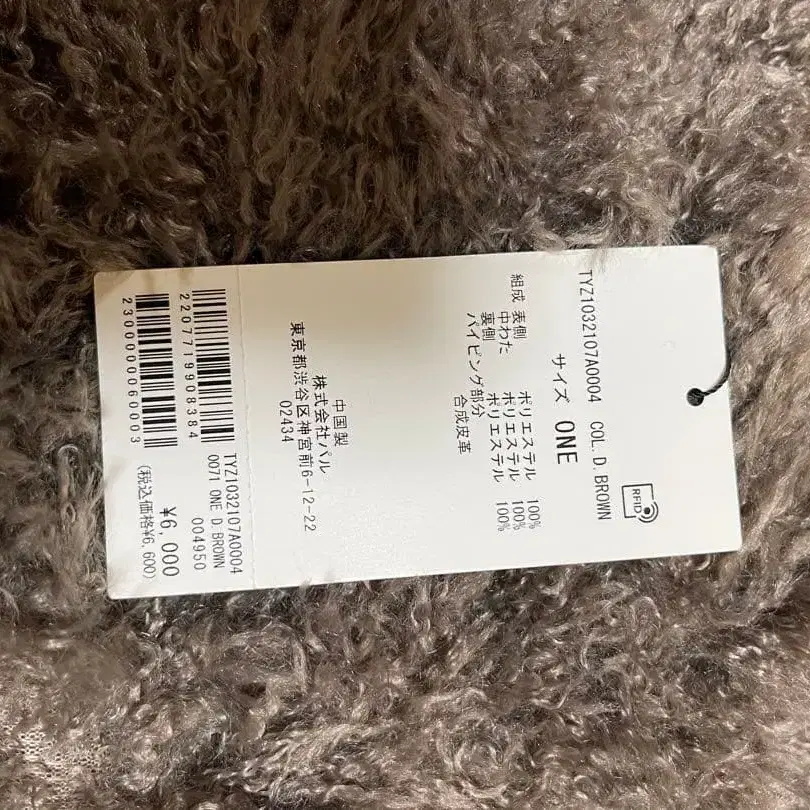 TYZ1032107A0004 COL. D. BROWN
RFID
サイズ ONE
組成 表側 ポリエステル 100%
中わた ポリエステル 100%
裏側 ポリエステル 100%
パイピング部分 合成皮革
中国製
株式会社パル
東京都渋谷区神宮前6-12-22
02434
TYZ1032107A0004
0071 ONE D. BROWN
004950
2207719908384
2300000060003
¥6,000
(税込価格¥6,600)